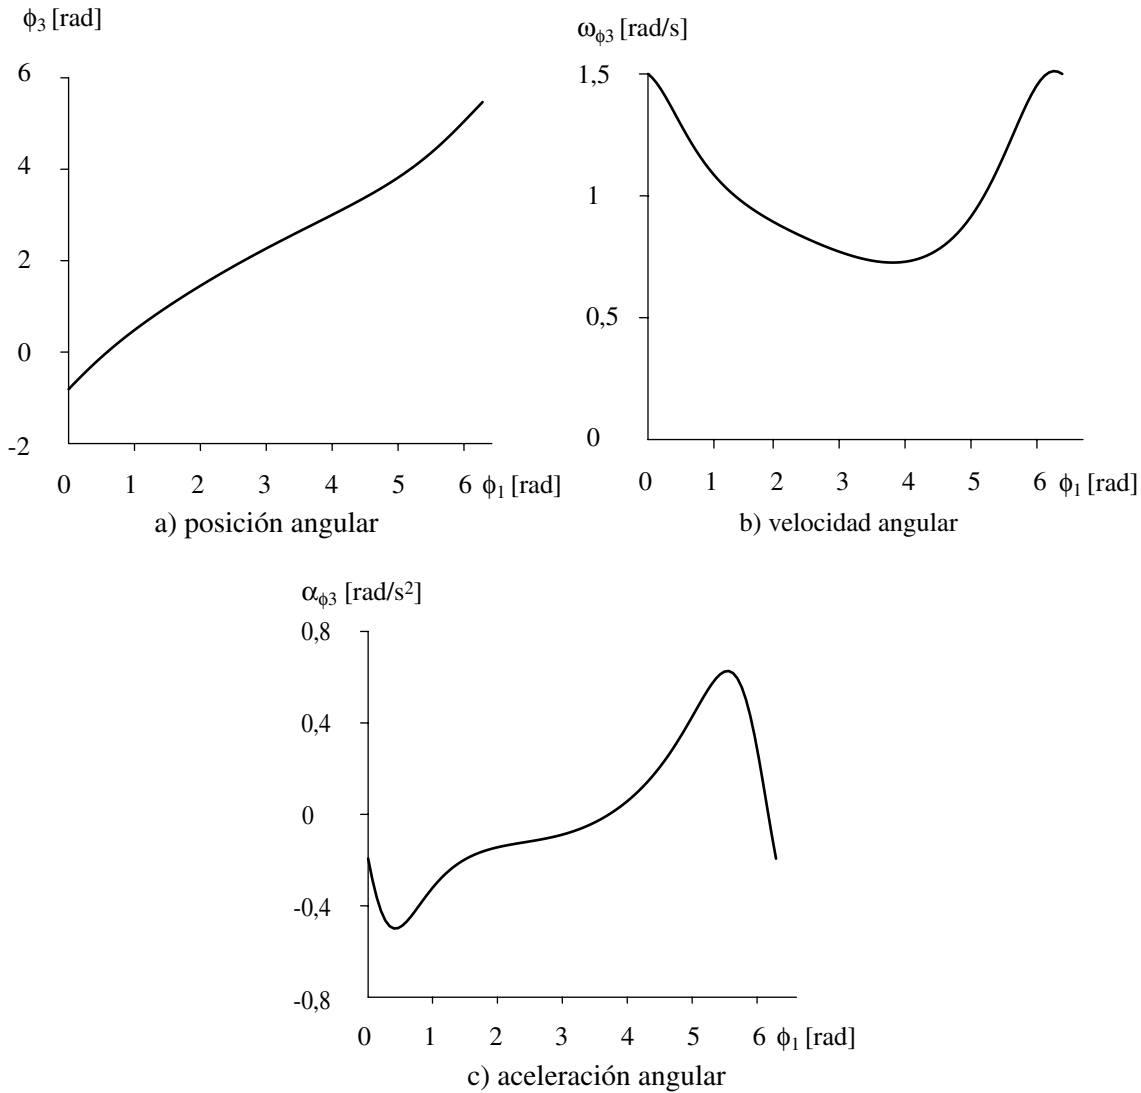 ϕ3 [rad]
6
4
2
0
-2
0 1 2 3 4 5 6 ϕ1 [rad]
a) posición angular
ωϕ3 [rad/s]
1,5
1
0,5
0
0 1 2 3 4 5 6 ϕ1 [rad]
b) velocidad angular
αϕ3 [rad/s2]
0,8
0,4
0
-0,4
-0,8
0 1 2 3 4 5 6 ϕ1 [rad]
c) aceleración angular